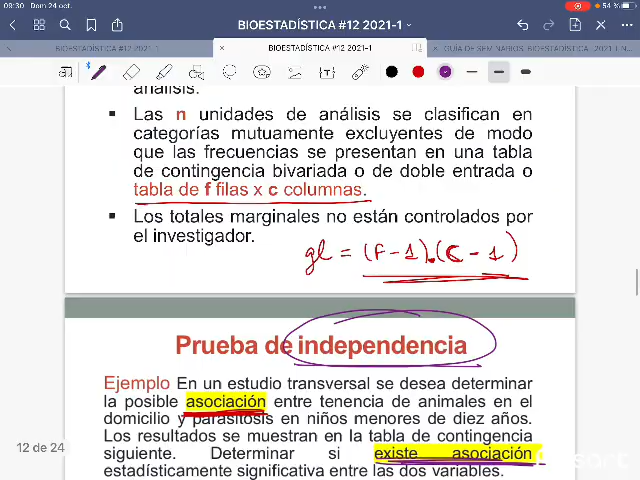 09:30 Dom 24 oct.
54 %
BIOESTADÍSTICA #12 2021-1
BIOESTADÍSTICA #12 2021-1
BIOESTADÍSTICA #12 2021-1
GUÍA DE SEMINARIOS, BIOESTADÍSTICA, 2021-1
análisis.
▪ Las n unidades de análisis se clasifican en
categorías mutuamente excluyentes de modo
que las frecuencias se presentan en una tabla
de contingencia bivariada o de doble entrada o
tabla de f filas x c columnas.
▪ Los totales marginales no están controlados por
el investigador.
gl = (f-1).(c-1)
Prueba de independencia
Ejemplo En un estudio transversal se desea determinar
la posible asociación entre tenencia de animales en el
domicilio y parasitosis en niños menores de diez años.
Los resultados se muestran en la tabla de contingencia
siguiente. Determinar si existe asociación
estadísticamente significativa entre las dos variables.
12 de 24